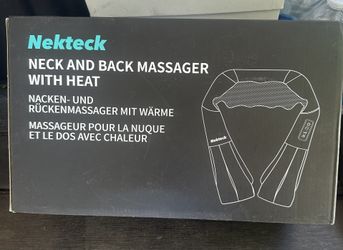 Nekteck
NECK AND BACK MASSAGER
WITH HEAT
NACKEN- UND
RÜCKENMASSAGER MIT WÄRME
MASSAGEUR POUR LA NUQUE
ET LE DOS AVEC CHALEUR
Nekteck